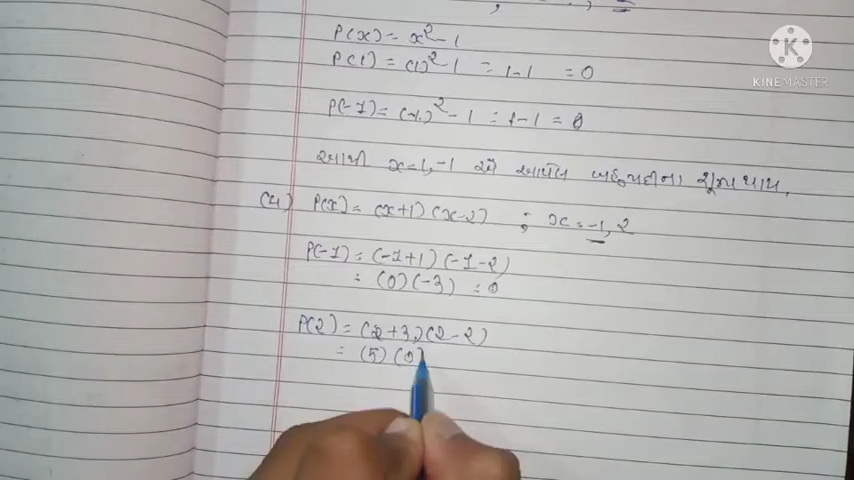 P(x) = x² - 1
P(1) = (1)² - 1 = 1 - 1 = 0
P(-1) = (-1)² - 1 = 1 - 1 = 0
આથી x = 1, -1 એ આપેલ બહુપદીના શૂન્ય થાય.
(૫) P(x) = (x+1) (x-2) ; x = -1, 2
P(-1) = (-1+1) (-1-2)
= (0) (-3) = 0
P(2) = (2+3) (2-2)
= (5) (0)
KINEMASTER